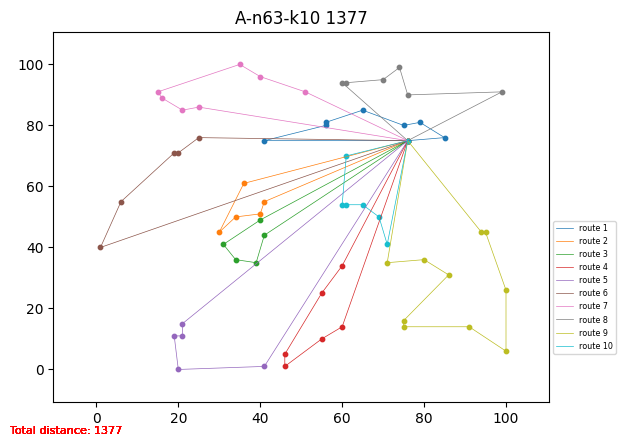 A-n63-k10 1377
100
80
60
40
20
0
0 20 40 60 80 100
route 1
route 2
route 3
route 4
route 5
route 6
route 7
route 8
route 9
route 10
Total distance: 1377